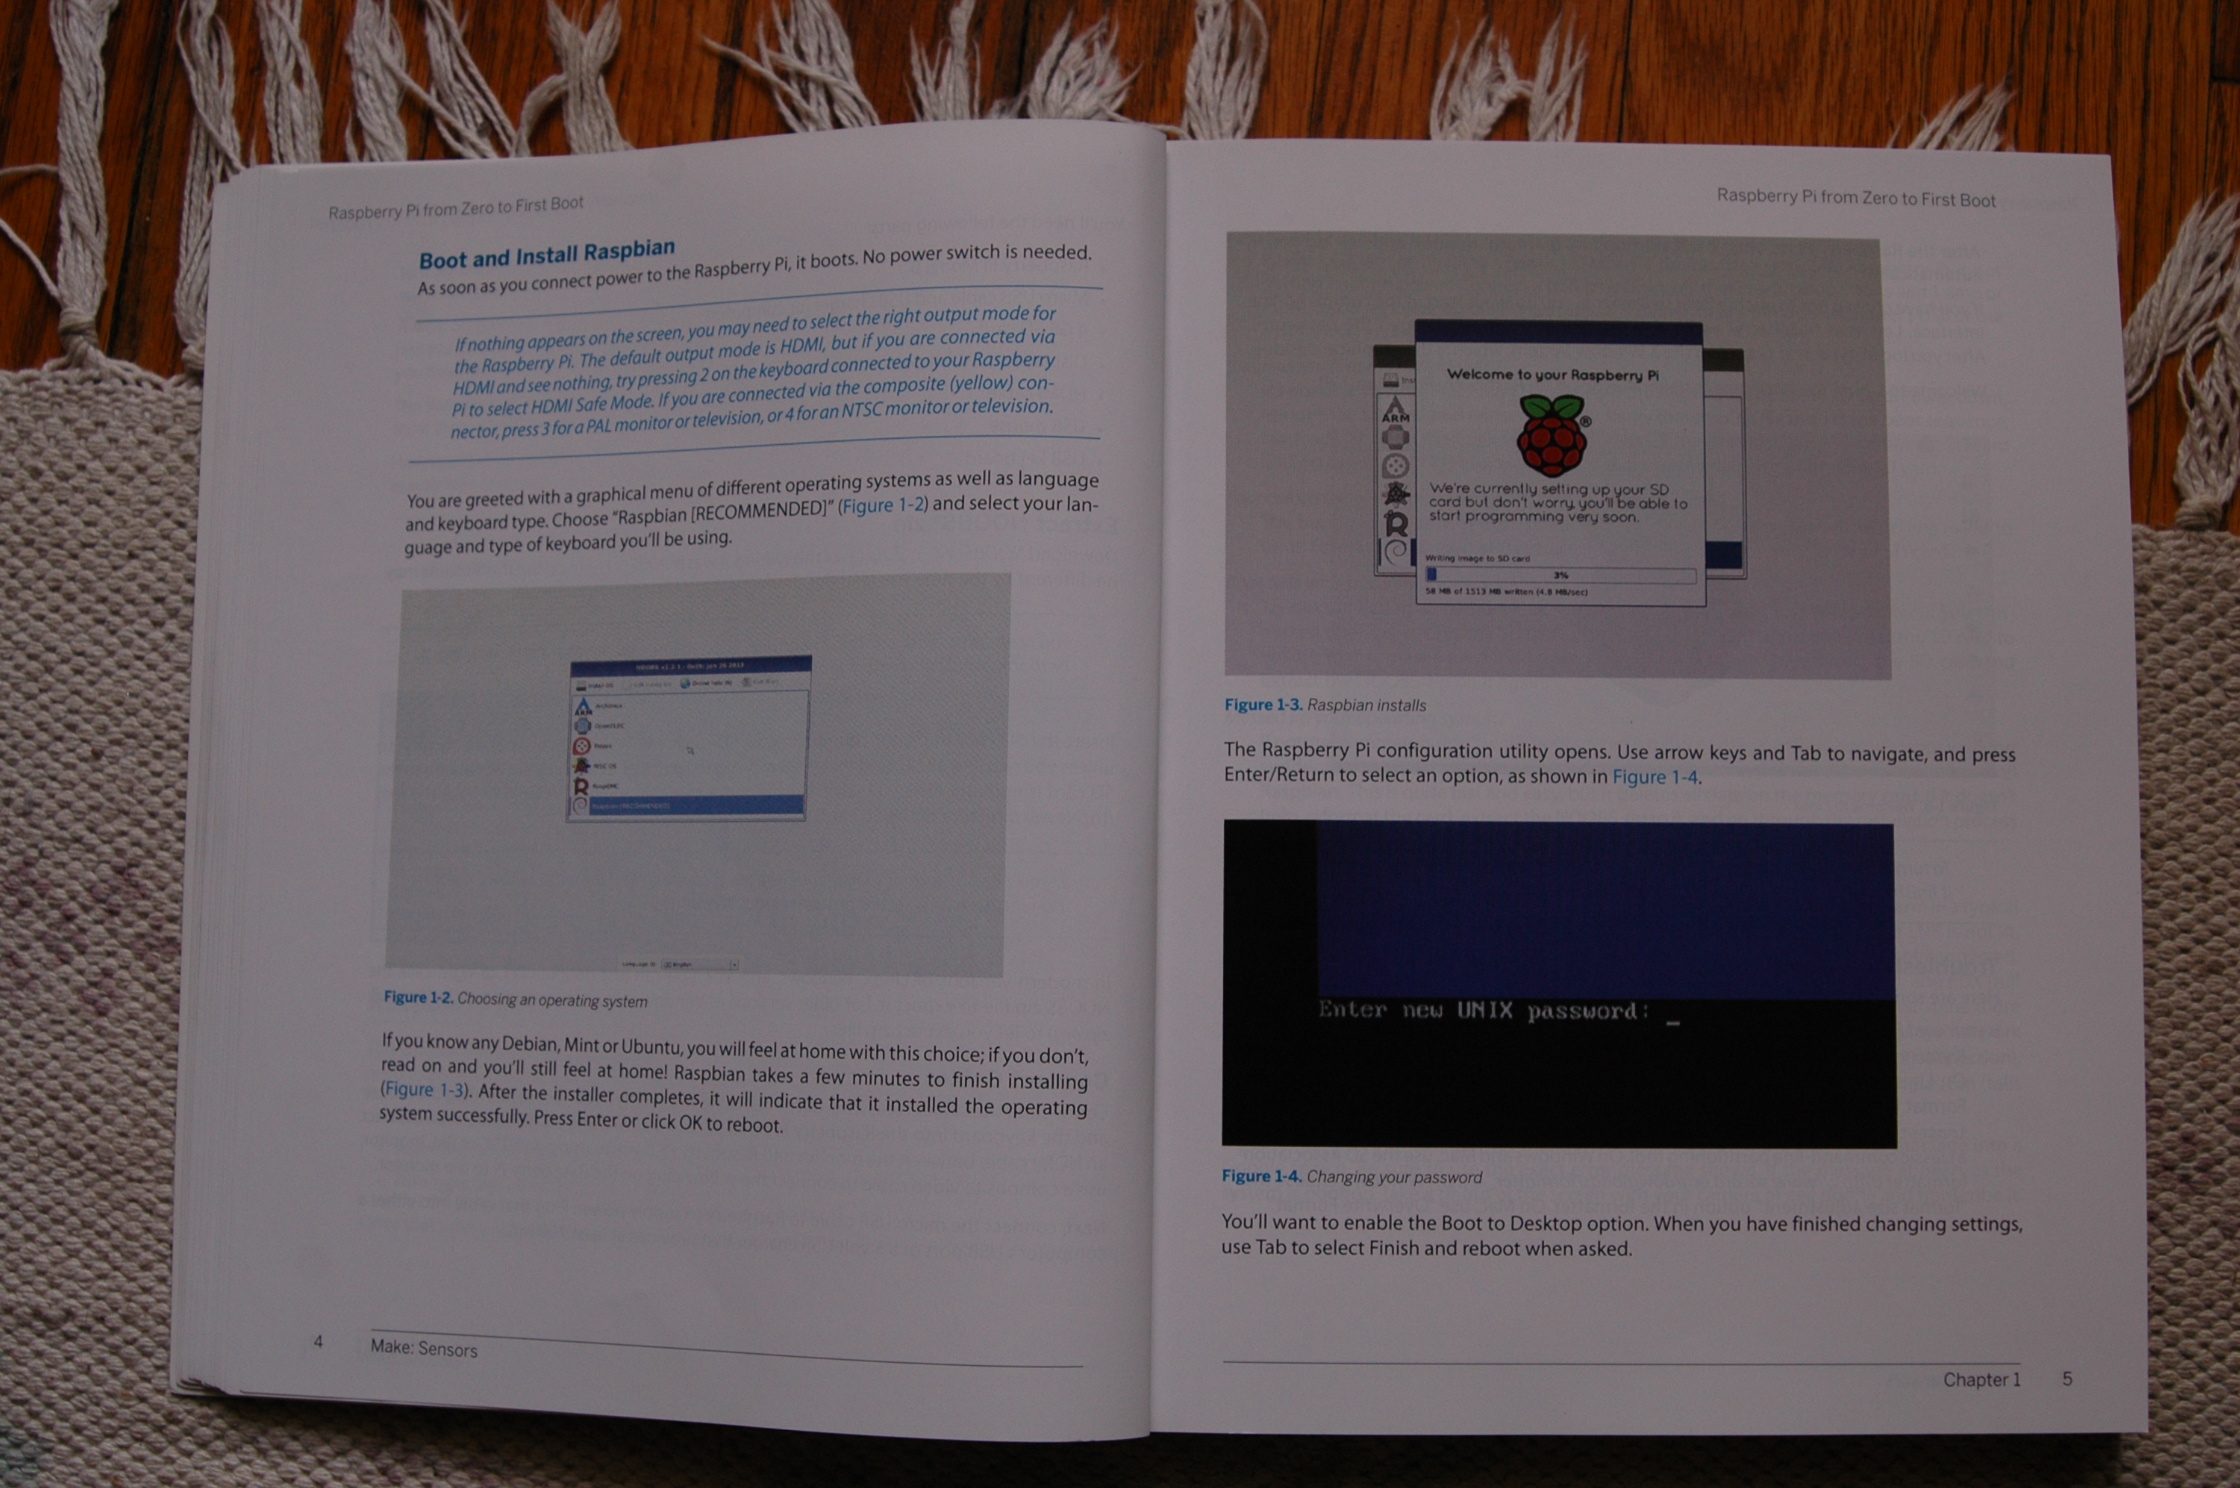 Raspberry Pi from Zero to First Boot
Boot and Install Raspbian
As soon as you connect power to the Raspberry Pi, it boots. No power switch is needed.
If nothing appears on the screen, you may need to select the right output mode for
the Raspberry Pi. The default output mode is HDMI, but if you are connected via
HDMI and see nothing, try pressing 2 on the keyboard connected to your Raspberry
Pi to select HDMI Safe Mode. If you are connected via the composite (yellow) con-
nector, press 3 for a PAL monitor or television, or 4 for an NTSC monitor or television.
You are greeted with a graphical menu of different operating systems as well as language
and keyboard type. Choose "Raspbian [RECOMMENDED]" (Figure 1-2) and select your lan-
guage and type of keyboard you'll be using.
Figure 1-2. Choosing an operating system
If you know any Debian, Mint or Ubuntu, you will feel at home with this choice; if you don't,
read on and you'll still feel at home! Raspbian takes a few minutes to finish installing
(Figure 1-3). After the installer completes, it will indicate that it installed the operating
system successfully. Press Enter or click OK to reboot.
4 Make: Sensors
Raspberry Pi from Zero to First Boot
Welcome to your Raspberry Pi
®
We're currently setting up your SD
card but don't worry, you'll be able to
start programming very soon.
Writing image to SD card
3%
58 MB of 1513 MB written (4.8 MB/sec)
ARM
Figure 1-3. Raspbian installs
The Raspberry Pi configuration utility opens. Use arrow keys and Tab to navigate, and press
Enter/Return to select an option, as shown in Figure 1-4.
Enter new UNIX password: _
Figure 1-4. Changing your password
You'll want to enable the Boot to Desktop option. When you have finished changing settings,
use Tab to select Finish and reboot when asked.
Chapter 1 5